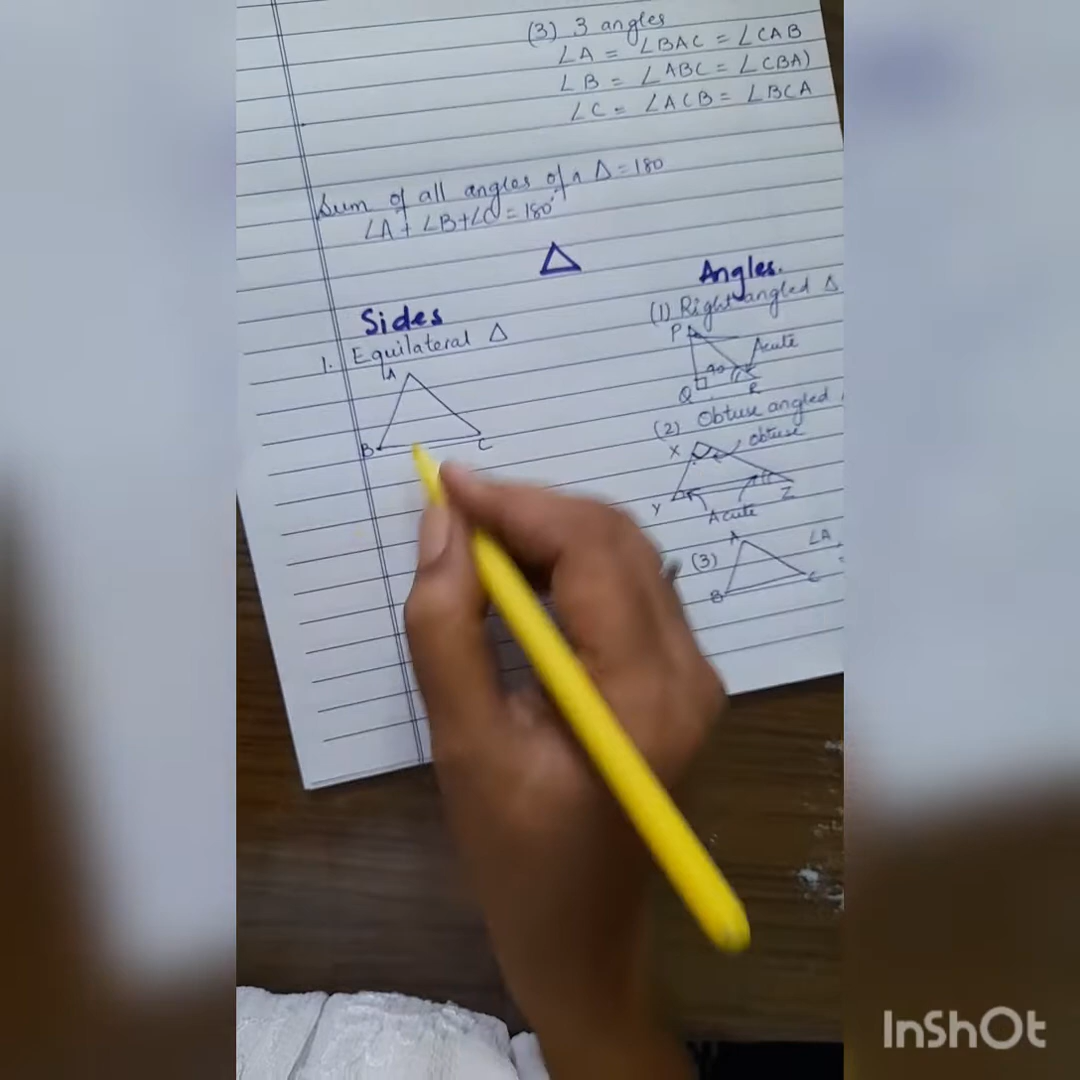 (3) 3 angles
∠A = ∠BAC = ∠CAB
∠B = ∠ABC = ∠CBA)
∠C = ∠ACB = ∠BCA
Sum of all angles of a Δ = 180
∠A + ∠B + ∠C = 180°
Δ
Sides
1. Equilateral Δ
A
B
C
Angles.
(1) Right angled Δ
P
Acute
90
Q
R
(2) Obtuse angled
X
Obtuse
Y
Z
Acute
(3)
A
∠A
B
C
InShOt